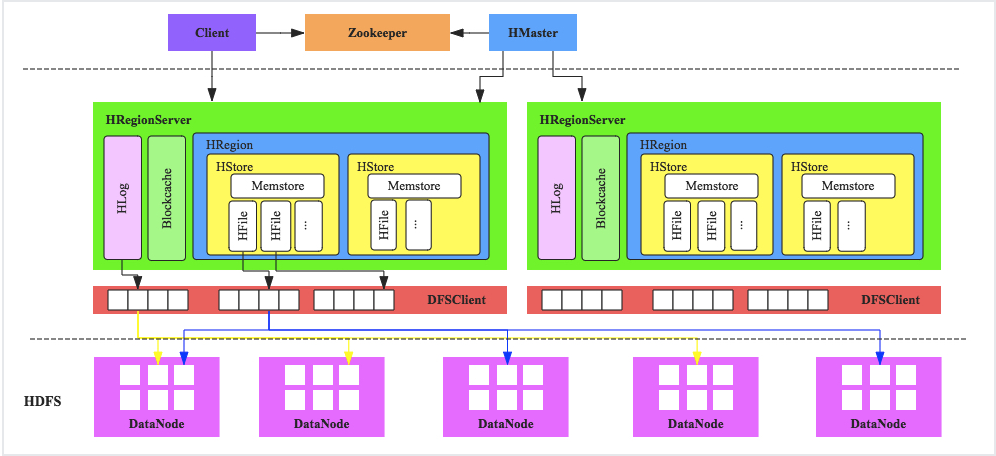 Client
Zookeeper
HMaster
HRegionServer
HLog
Blockcache
HRegion
HStore
Memstore
HFile
HFile
...
HStore
Memstore
HFile
...
HRegionServer
HLog
Blockcache
HRegion
HStore
Memstore
HFile
HFile
...
HStore
Memstore
HFile
...
DFSClient
DFSClient
HDFS
DataNode
DataNode
DataNode
DataNode
DataNode